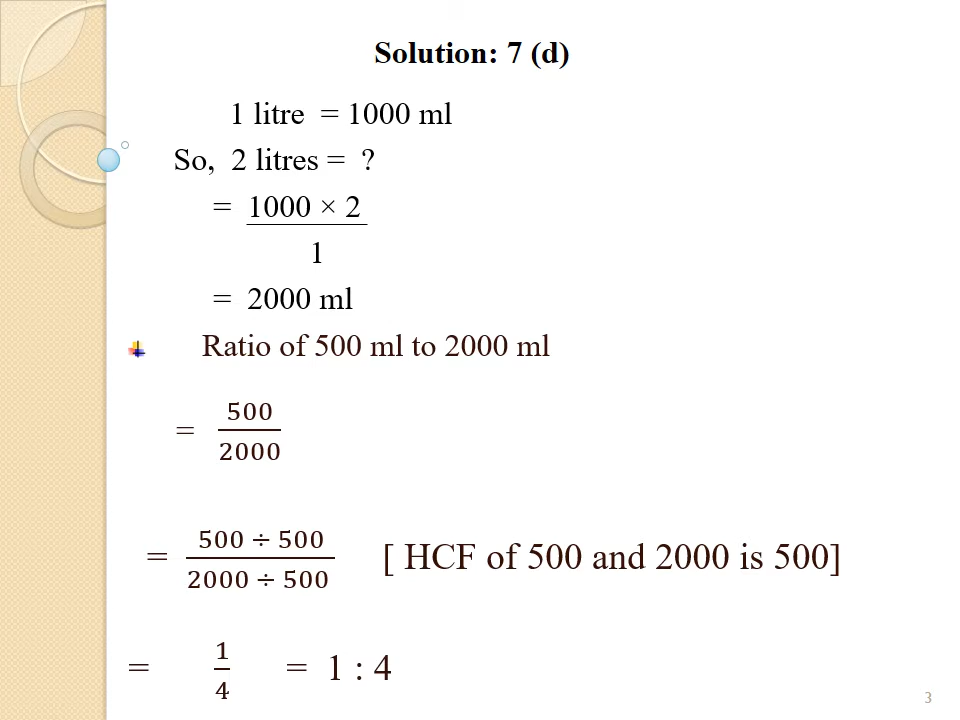 Solution: 7 (d)
1 litre = 1000 ml
So, 2 litres = ?
= 1000 × 2
1
= 2000 ml
Ratio of 500 ml to 2000 ml
= 500
2000
= 500 ÷ 500 [ HCF of 500 and 2000 is 500]
2000 ÷ 500
= 1 = 1 : 4
4
3